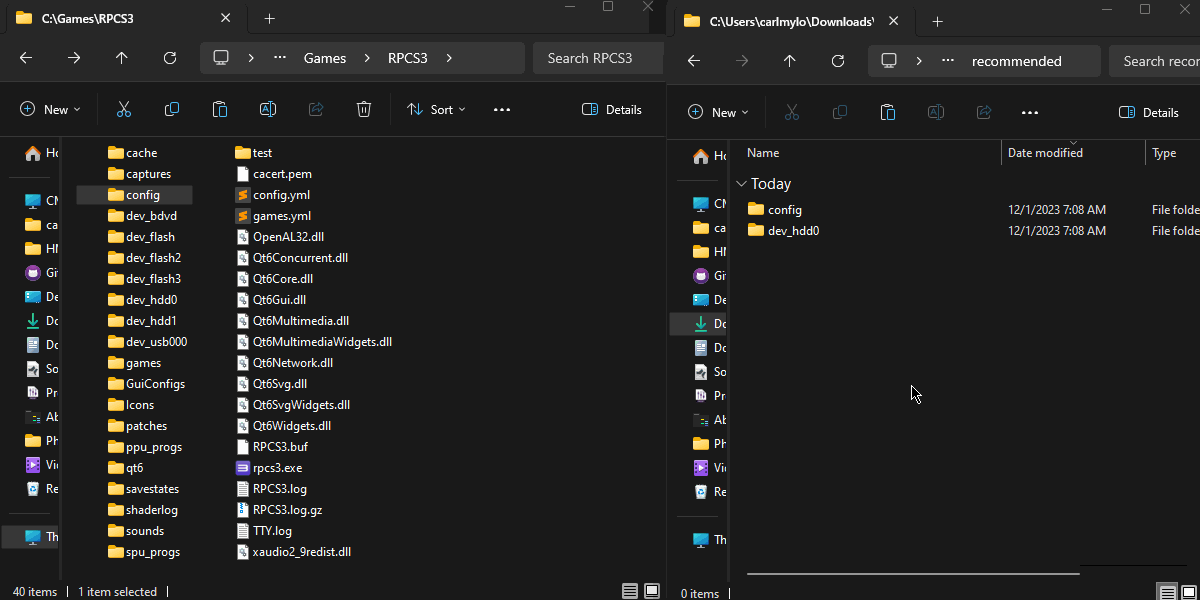 C:\Games\RPCS3
Games
RPCS3
Search RPCS3
New
Sort
Details
Ho
CM
ca
HM
Gi
De
Do
Do
So
Pr
Ab
Ph
Vi
Re
Th
cache
captures
config
dev_bdvd
dev_flash
dev_flash2
dev_flash3
dev_hdd0
dev_hdd1
dev_usb000
games
GuiConfigs
Icons
patches
ppu_progs
qt6
savestates
shaderlog
sounds
spu_progs
test
cacert.pem
config.yml
games.yml
OpenAL32.dll
Qt6Concurrent.dll
Qt6Core.dll
Qt6Gui.dll
Qt6Multimedia.dll
Qt6MultimediaWidgets.dll
Qt6Network.dll
Qt6Svg.dll
Qt6SvgWidgets.dll
Qt6Widgets.dll
RPCS3.buf
rpcs3.exe
RPCS3.log
RPCS3.log.gz
TTY.log
xaudio2_9redist.dll
40 items
1 item selected
C:\Users\carlmylo\Downloads\
recommended
Search recor
New
Details
Ho
CM
ca
HM
Gi
De
Do
Do
So
Pr
Ab
Ph
Vi
Re
Th
Name
Date modified
Type
Today
config
12/1/2023 7:08 AM
File folde
dev_hdd0
12/1/2023 7:08 AM
File folde
0 items